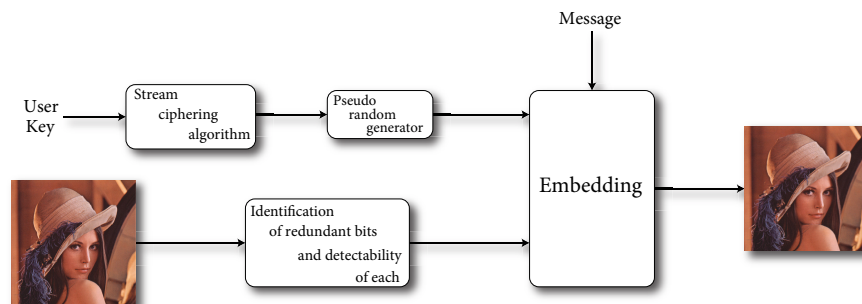 Message
User
Key
Stream
ciphering
algorithm
Pseudo
random
generator
Embedding
Identification
of redundant bits
and detectability
of each